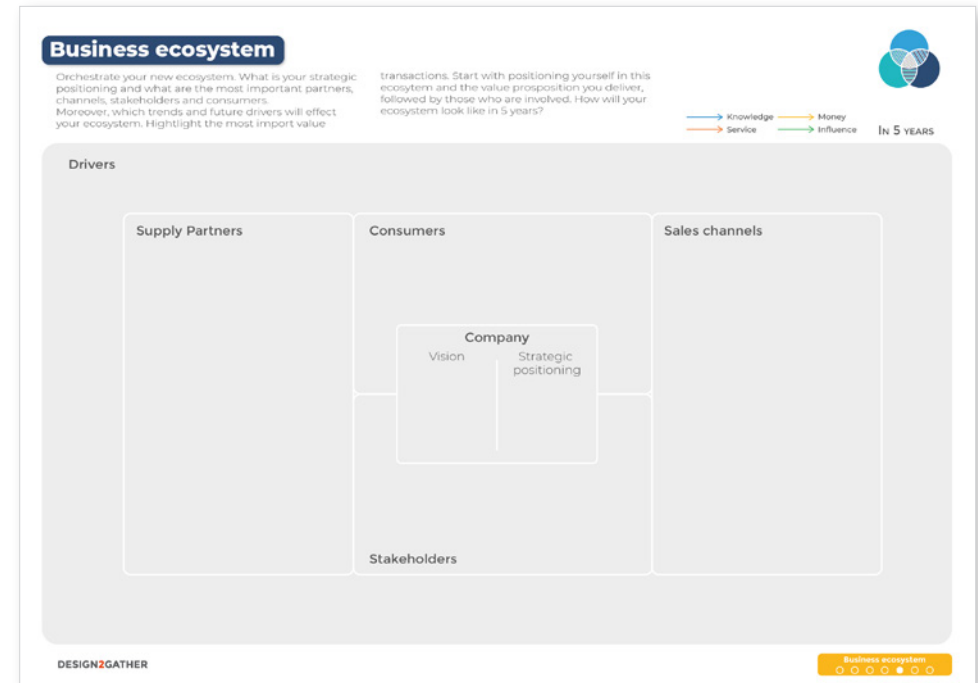 Business ecosystem
Orchestrate your new ecosystem. What is your strategic
positioning and what are the most important partners,
channels, stakeholders and consumers.
Moreover, which trends and future drivers will effect
your ecosystem. Hightlight the most import value
transactions. Start with positioning yourself in this
ecosytem and the value prosposition you deliver,
followed by those who are involved. How will your
ecosystem look like in 5 years?
Knowledge
Money
Service
Influence
IN 5 YEARS
Drivers
Supply Partners
Consumers
Sales channels
Company
Vision
Strategic
positioning
Stakeholders
DESIGN2GATHER
Business ecosystem